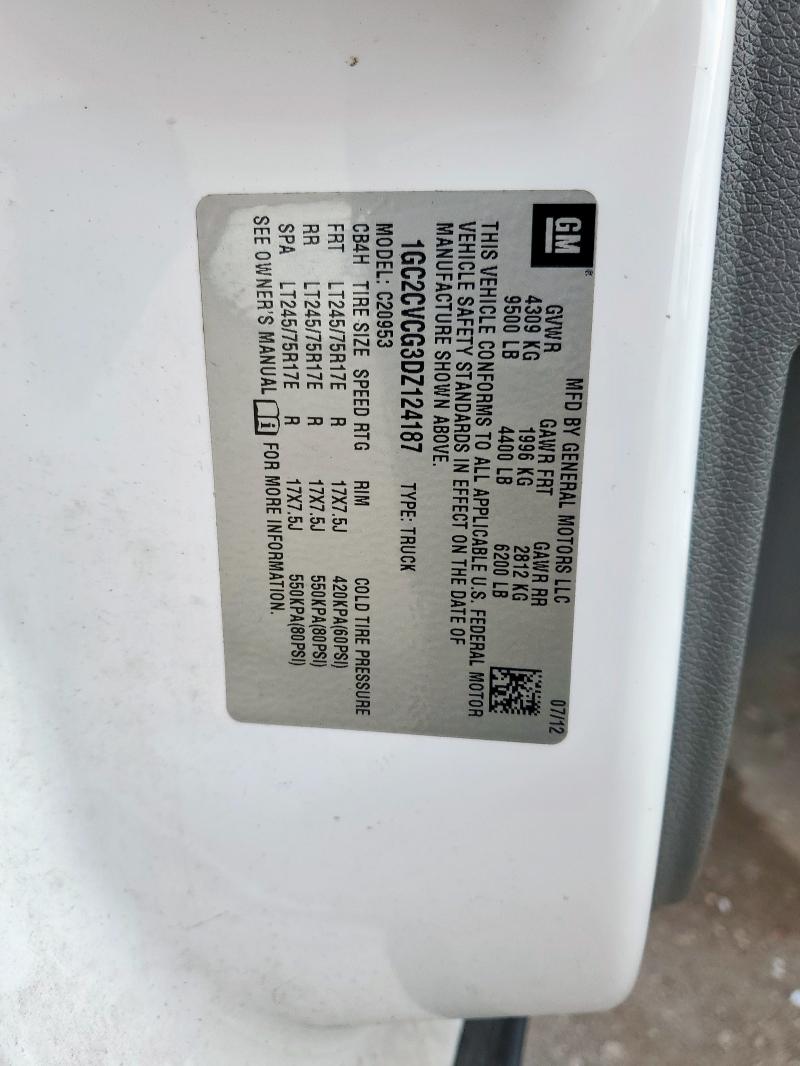 GM ®
MFD BY GENERAL MOTORS LLC 07/12
GVWR GAWR FRT GAWR RR
4309 KG 1996 KG 2812 KG
9500 LB 4400 LB 6200 LB
THIS VEHICLE CONFORMS TO ALL APPLICABLE U.S. FEDERAL MOTOR
VEHICLE SAFETY STANDARDS IN EFFECT ON THE DATE OF
MANUFACTURE SHOWN ABOVE.
1GC2CVCG3DZ124187 TYPE: TRUCK
MODEL: C20953
CB4H TIRE SIZE SPEED RTG RIM COLD TIRE PRESSURE
FRT LT245/75R17E R 17X7.5J 420KPA(60PSI)
RR LT245/75R17E R 17X7.5J 550KPA(80PSI)
SPA LT245/75R17E R 17X7.5J 550KPA(80PSI)
SEE OWNER'S MANUAL i FOR MORE INFORMATION.